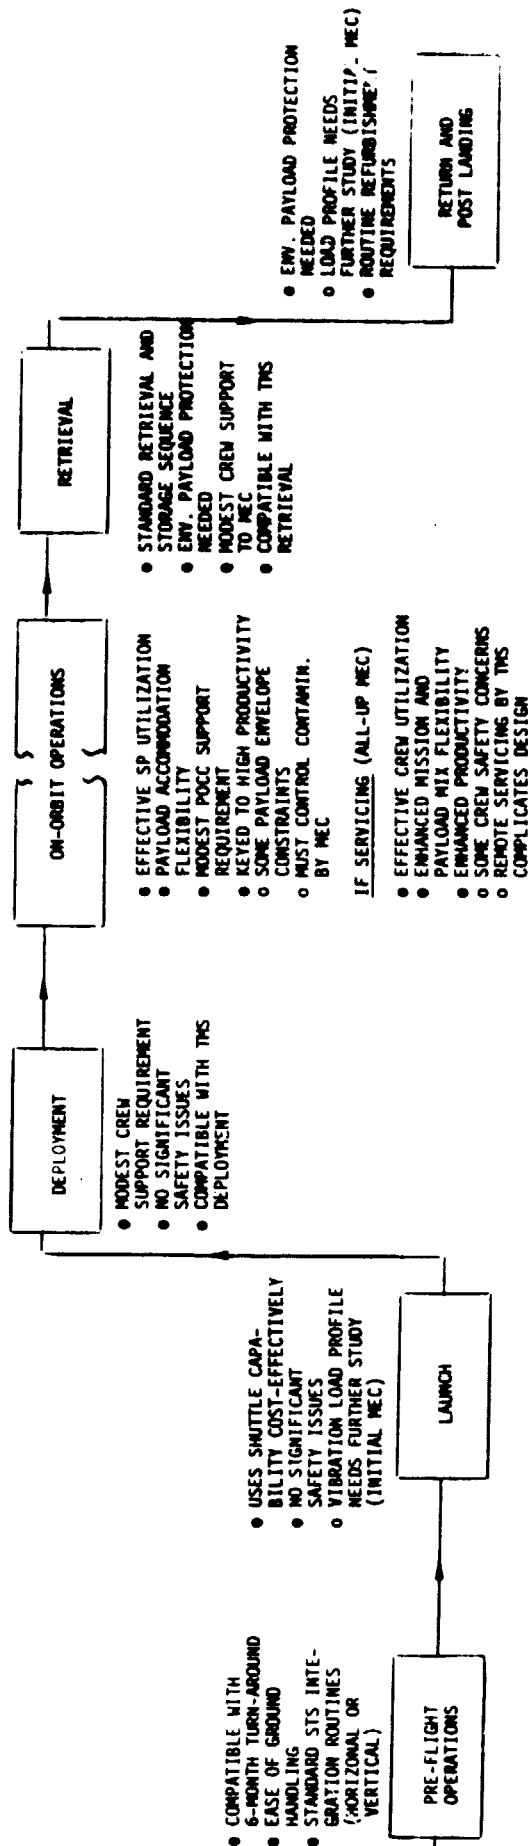 ● COMPATIBLE WITH
6-MONTH TURN-AROUND
● EASE OF GROUND
HANDLING
● STANDARD STS INTE-
GRATION ROUTINES
(HORIZONAL OR
VERTICAL)
PRE-FLIGHT
OPERATIONS
● USES SHUTTLE CAPA-
BILITY COST-EFFECTIVELY
● NO SIGNIFICANT
SAFETY ISSUES
o VIBRATION LOAD PROFILE
NEEDS FURTHER STUDY
(INITIAL MEC)
LAUNCH
DEPLOYMENT
● MODEST CREW
SUPPORT REQUIREMENT
● NO SIGNIFICANT
SAFETY ISSUES
● COMPATIBLE WITH TMS
DEPLOYMENT
ON-ORBIT OPERATIONS
● EFFECTIVE SP UTILIZATION
● PAYLOAD ACCOMMODATION
FLEXIBILITY
● MODEST POCC SUPPORT
REQUIREMENT
● KEYED TO HIGH PRODUCTIVITY
o SOME PAYLOAD ENVELOPE
CONSTRAINTS
o MUST CONTROL CONTAMIN.
BY MEC
IF SERVICING (ALL-UP MEC)
● EFFECTIVE CREW UTILIZATION
● ENHANCED MISSION AND
PAYLOAD MIX FLEXIBILITY
● ENHANCED PRODUCTIVITY
o SOME CREW SAFETY CONCERNS
o REMOTE SERVICING BY TMS
COMPLICATES DESIGN
RETRIEVAL
● STANDARD RETRIEVAL AND
STORAGE SEQUENCE
● ENV. PAYLOAD PROTECTION
NEEDED
● MODEST CREW SUPPORT
TO MEC
● COMPATIBLE WITH TMS
RETRIEVAL
● ENV. PAYLOAD PROTECTION
NEEDED
o LOAD PROFILE NEEDS
FURTHER STUDY (INITIAL MEC)
● ROUTINE REFURBISHMENT
REQUIREMENTS
RETURN AND
POST LANDING